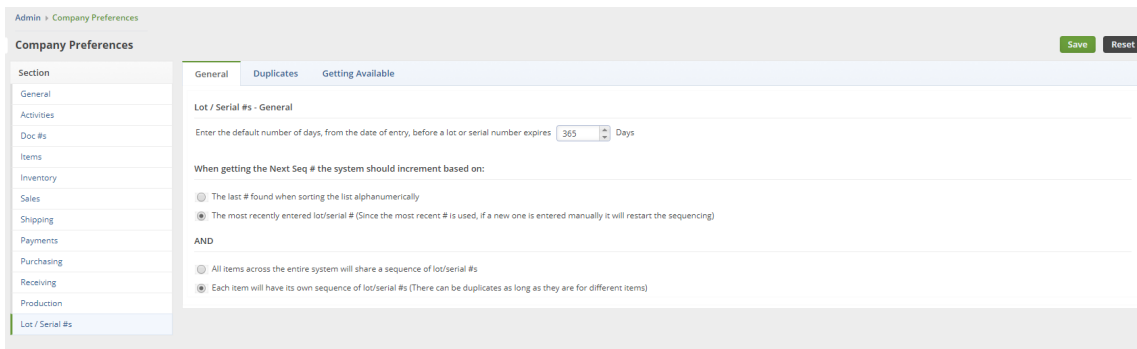 Admin › Company Preferences
Company Preferences
Save
Reset
Section
General
Activities
Doc #s
Items
Inventory
Sales
Shipping
Payments
Purchasing
Receiving
Production
Lot / Serial #s
General
Duplicates
Getting Available
Lot / Serial #s - General
Enter the default number of days, from the date of entry, before a lot or serial number expires 365 Days
When getting the Next Seq # the system should increment based on:
The last # found when sorting the list alphanumerically
The most recently entered lot/serial # (Since the most recent # is used, if a new one is entered manually it will restart the sequencing)
AND
All items across the entire system will share a sequence of lot/serial #s
Each item will have its own sequence of lot/serial #s (There can be duplicates as long as they are for different items)